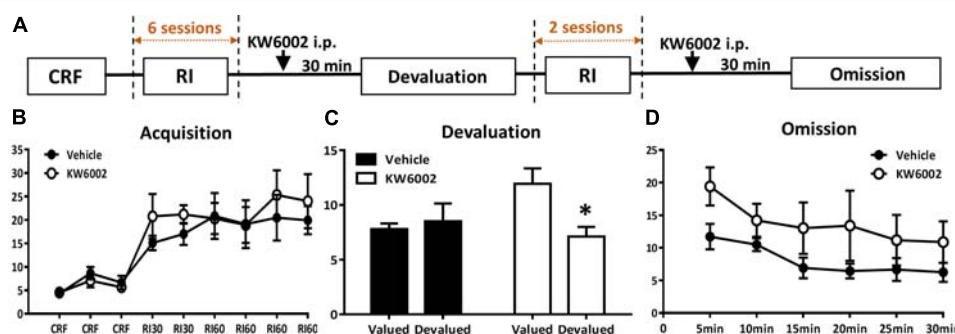 A
6 sessions
2 sessions
KW6002 i.p.
30 min
KW6002 i.p.
30 min
CRF
RI
Devaluation
RI
Omission
B
Acquisition
35
30
25
20
15
10
5
0
Vehicle
KW6002
CRF CRF CRF RI30 RI30 RI60 RI60 RI60 RI60
C
Devaluation
15
10
5
0
Vehicle
KW6002
*
Valued Devalued Valued Devalued
D
Omission
25
20
15
10
5
0
Vehicle
KW6002
5min 10min 15min 20min 25min 30min